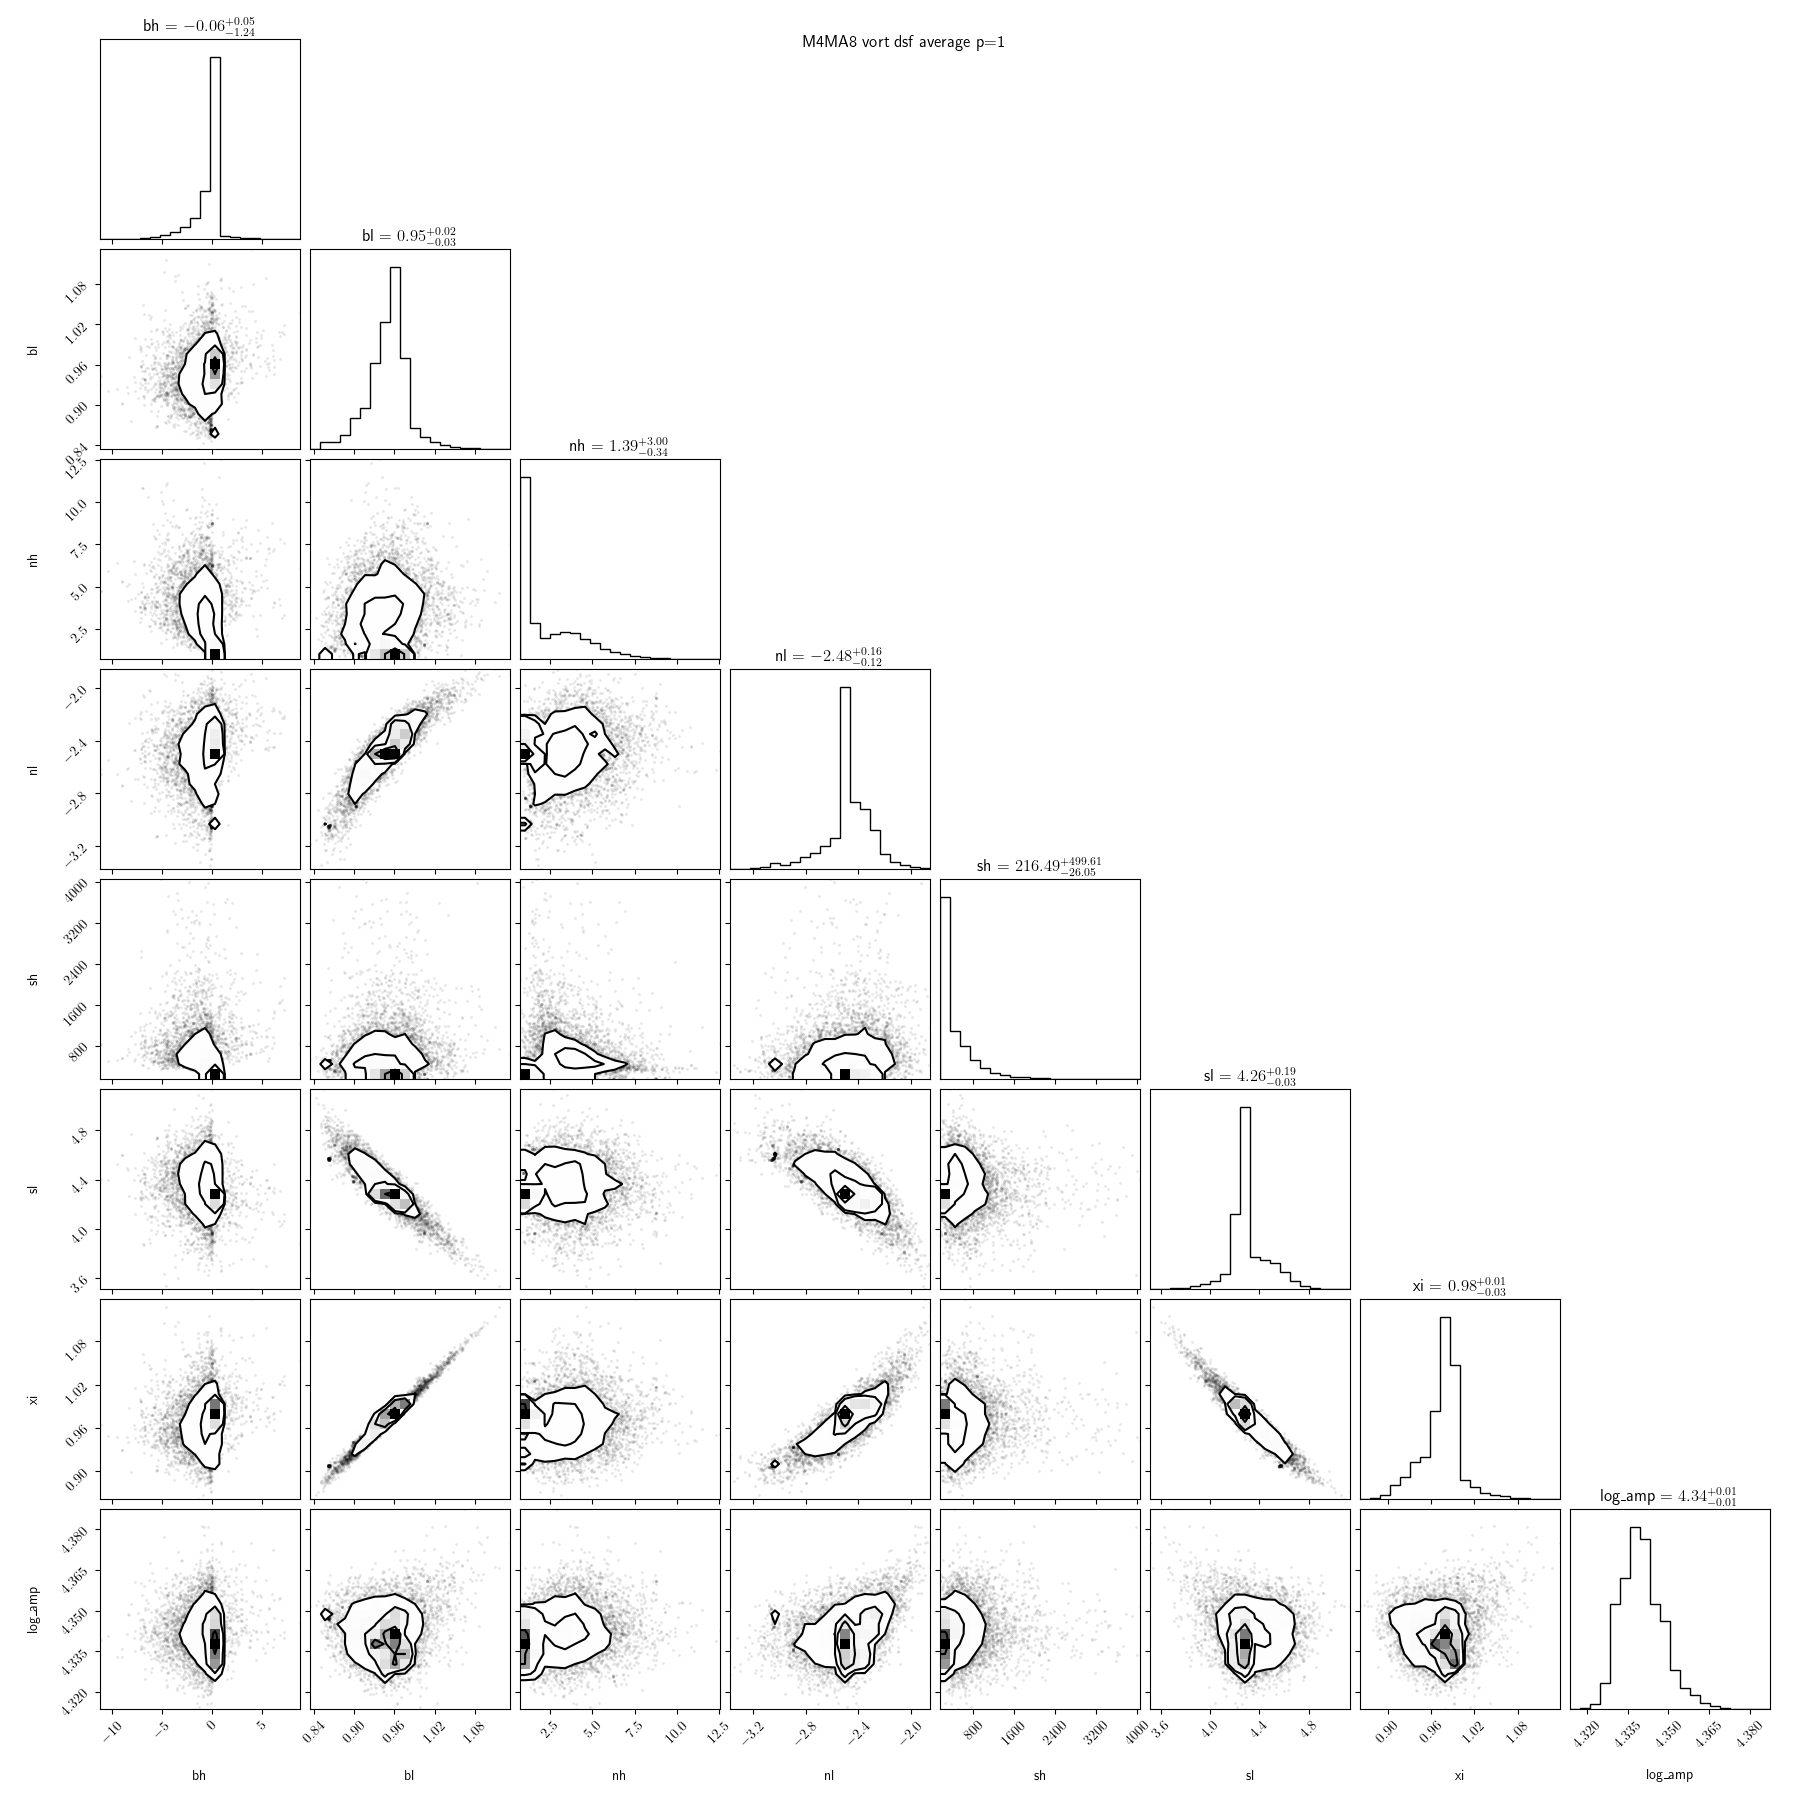 M4MA8 vort dsf average p=1
bh = −0.06+0.05−1.24
bl = 0.95+0.02−0.03
nh = 1.39+3.00−0.34
nl = −2.48+0.16−0.12
sh = 216.49+499.61−26.05
sl = 4.26+0.19−0.03
xi = 0.98+0.01−0.03
log_amp = 4.34+0.01−0.01
bl
1.08
1.02
0.96
0.90
0.84
nh
12.5
10.0
7.5
5.0
2.5
nl
−2.0
−2.4
−2.8
−3.2
sh
4000
3200
2400
1600
800
sl
4.8
4.4
4.0
3.6
xi
1.08
1.02
0.96
0.90
log_amp
4.380
4.365
4.350
4.335
4.320
−10 −5 0 5
0.84 0.90 0.96 1.02 1.08
2.5 5.0 7.5 10.0 12.5
−3.2 −2.8 −2.4 −2.0
800 1600 2400 3200 4000
3.6 4.0 4.4 4.8
0.90 0.96 1.02 1.08
4.320 4.335 4.350 4.365 4.380
bh bl nh nl sh sl xi log_amp